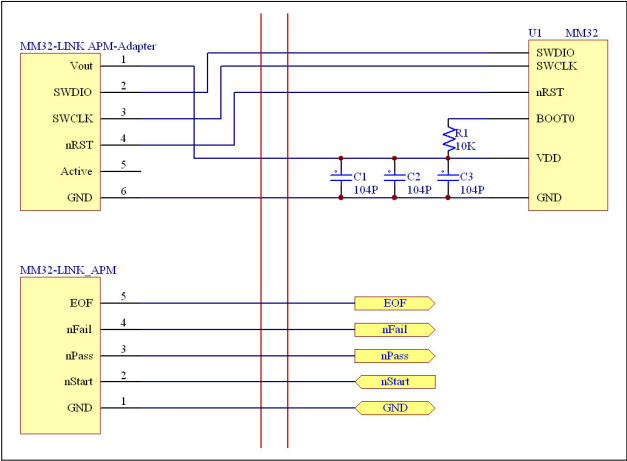 U1 MM32
MM32-LINK APM-Adapter
Vout 1
SWDIO 2
SWCLK 3
nRST 4
Active 5
GND 6
SWDIO
SWCLK
nRST
BOOT0
VDD
GND
R1
10K
C1
104P
C2
104P
C3
104P
MM32-LINK_APM
EOF 5 EOF
nFail 4 nFail
nPass 3 nPass
nStart 2 nStart
GND 1 GND